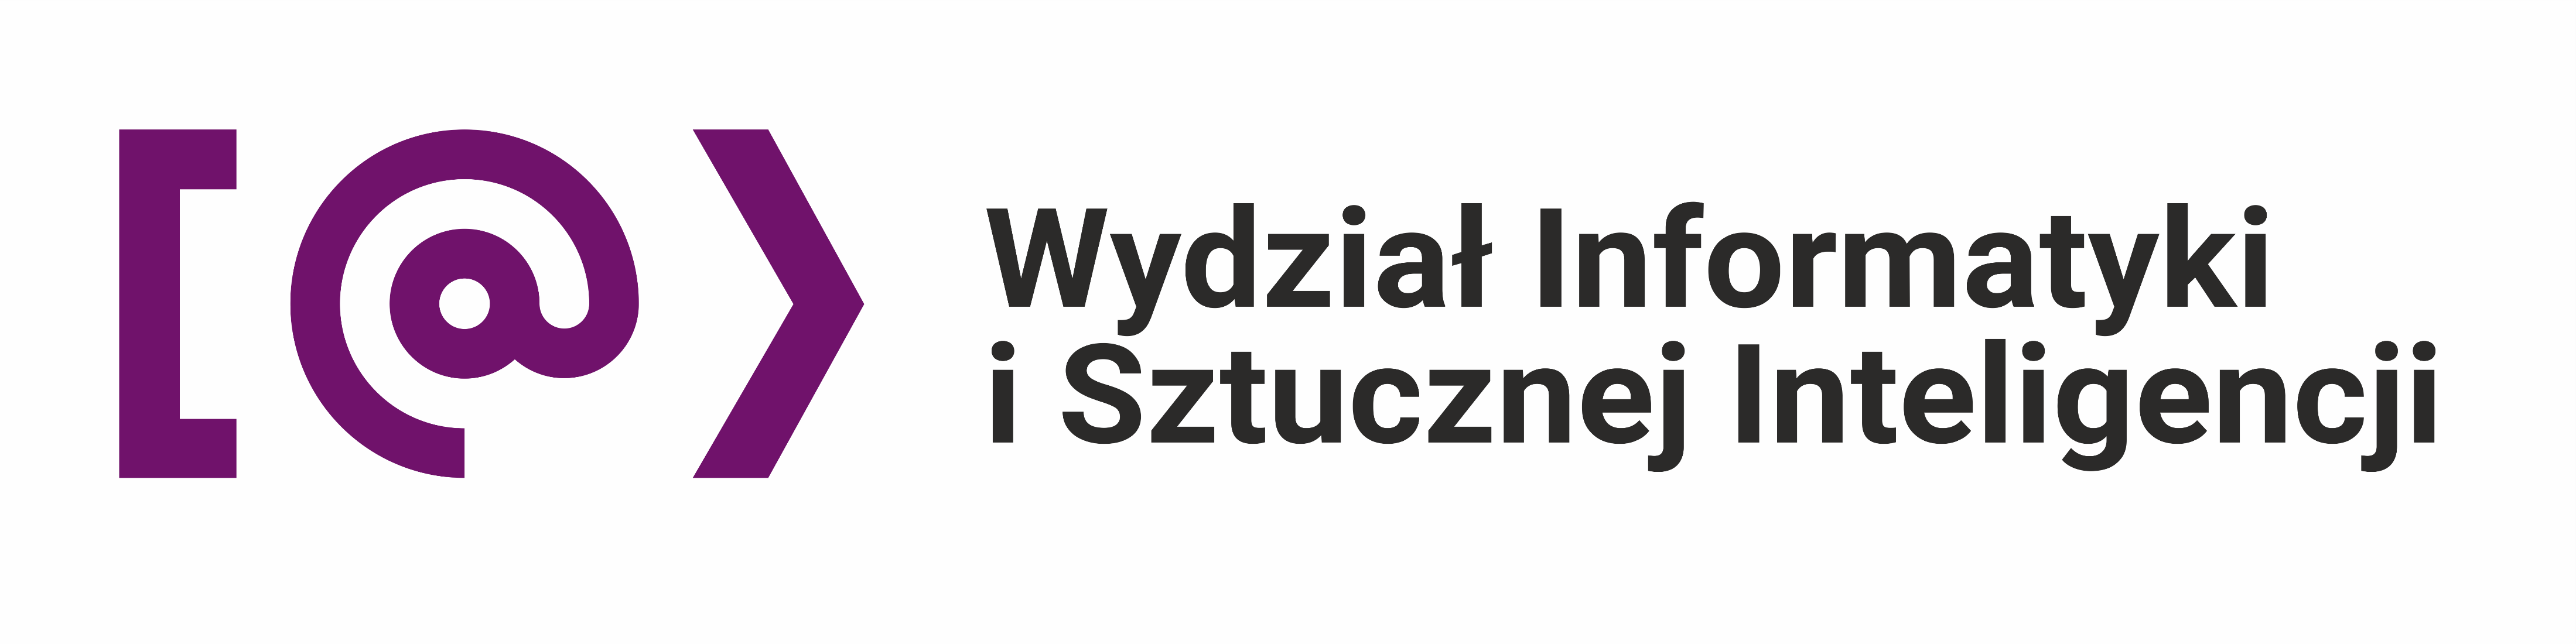 [@>
Wydział Informatyki
i Sztucznej Inteligencji